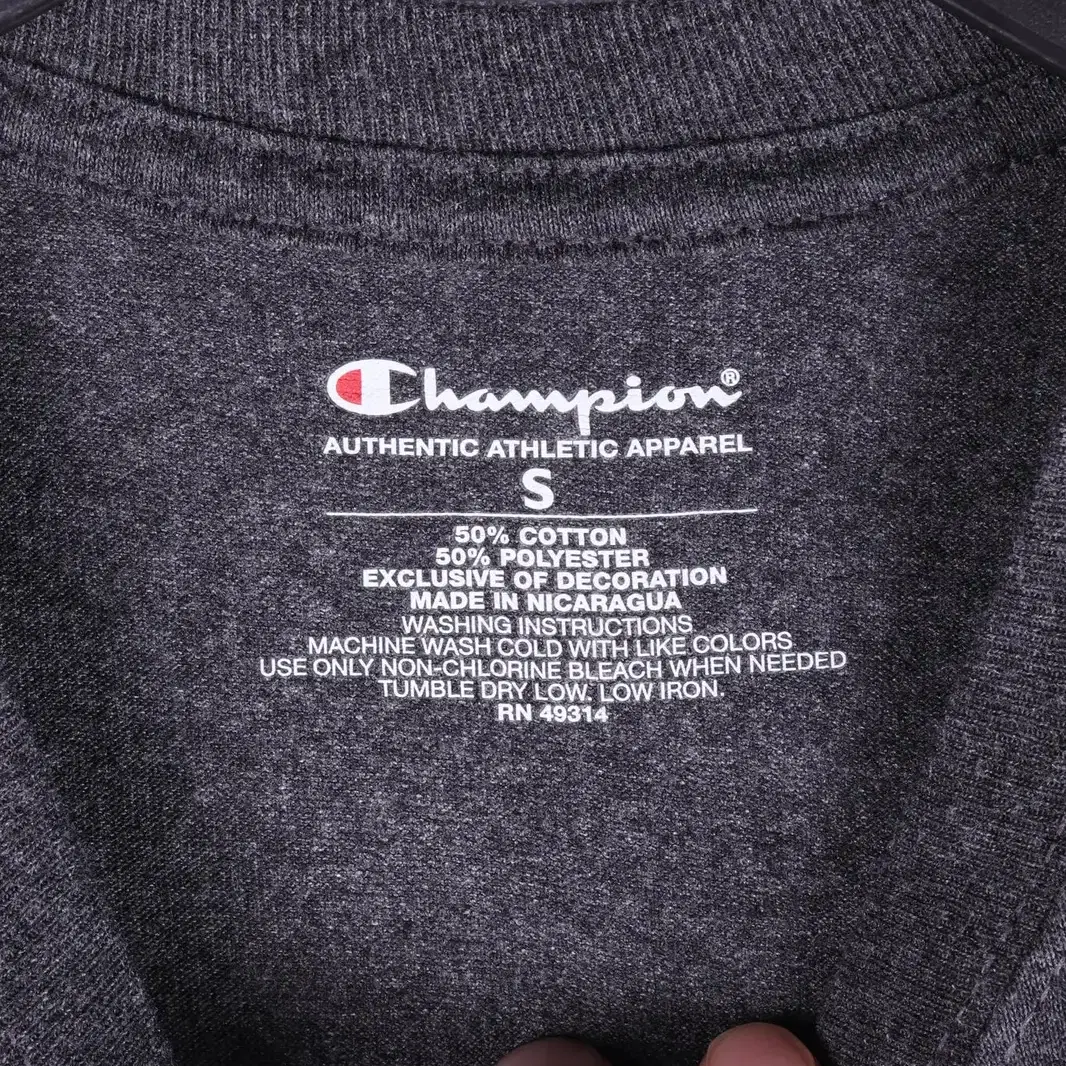 Champion®
AUTHENTIC ATHLETIC APPAREL
S
50% COTTON
50% POLYESTER
EXCLUSIVE OF DECORATION
MADE IN NICARAGUA
WASHING INSTRUCTIONS
MACHINE WASH COLD WITH LIKE COLORS
USE ONLY NON-CHLORINE BLEACH WHEN NEEDED
TUMBLE DRY LOW. LOW IRON.
RN 49314